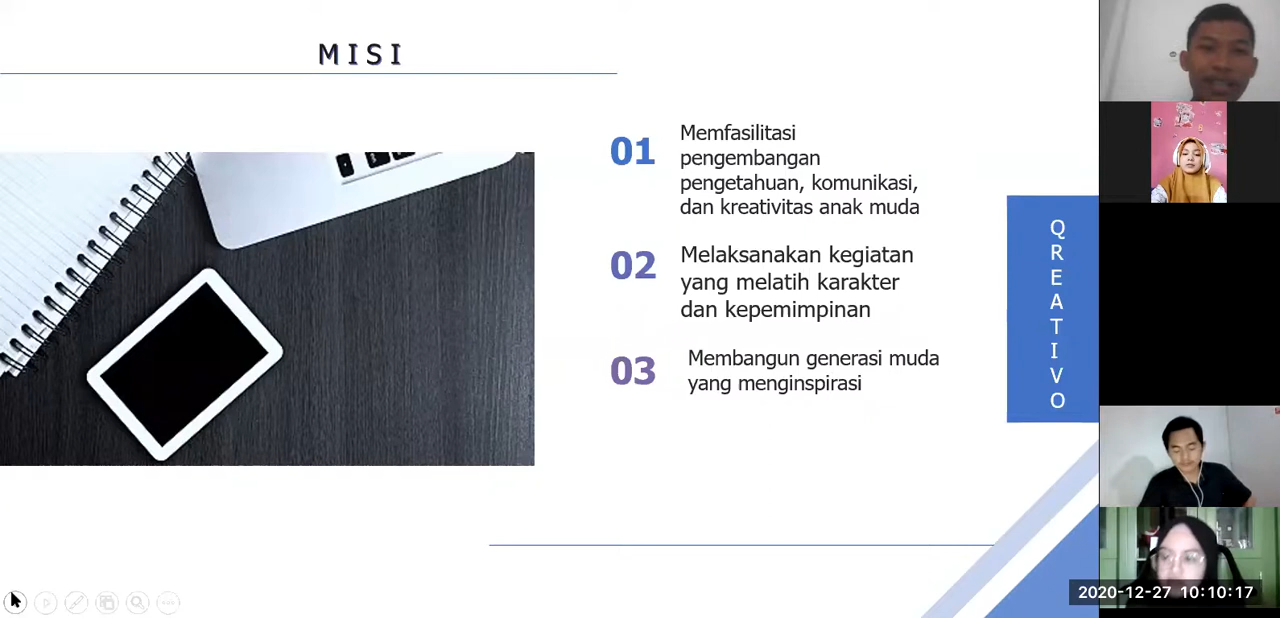 MISI
01
Memfasilitasi
pengembangan
pengetahuan, komunikasi,
dan kreativitas anak muda
02
Melaksanakan kegiatan
yang melatih karakter
dan kepemimpinan
03
Membangun generasi muda
yang menginspirasi
QREATIVO
2020-12-27 10:10:17